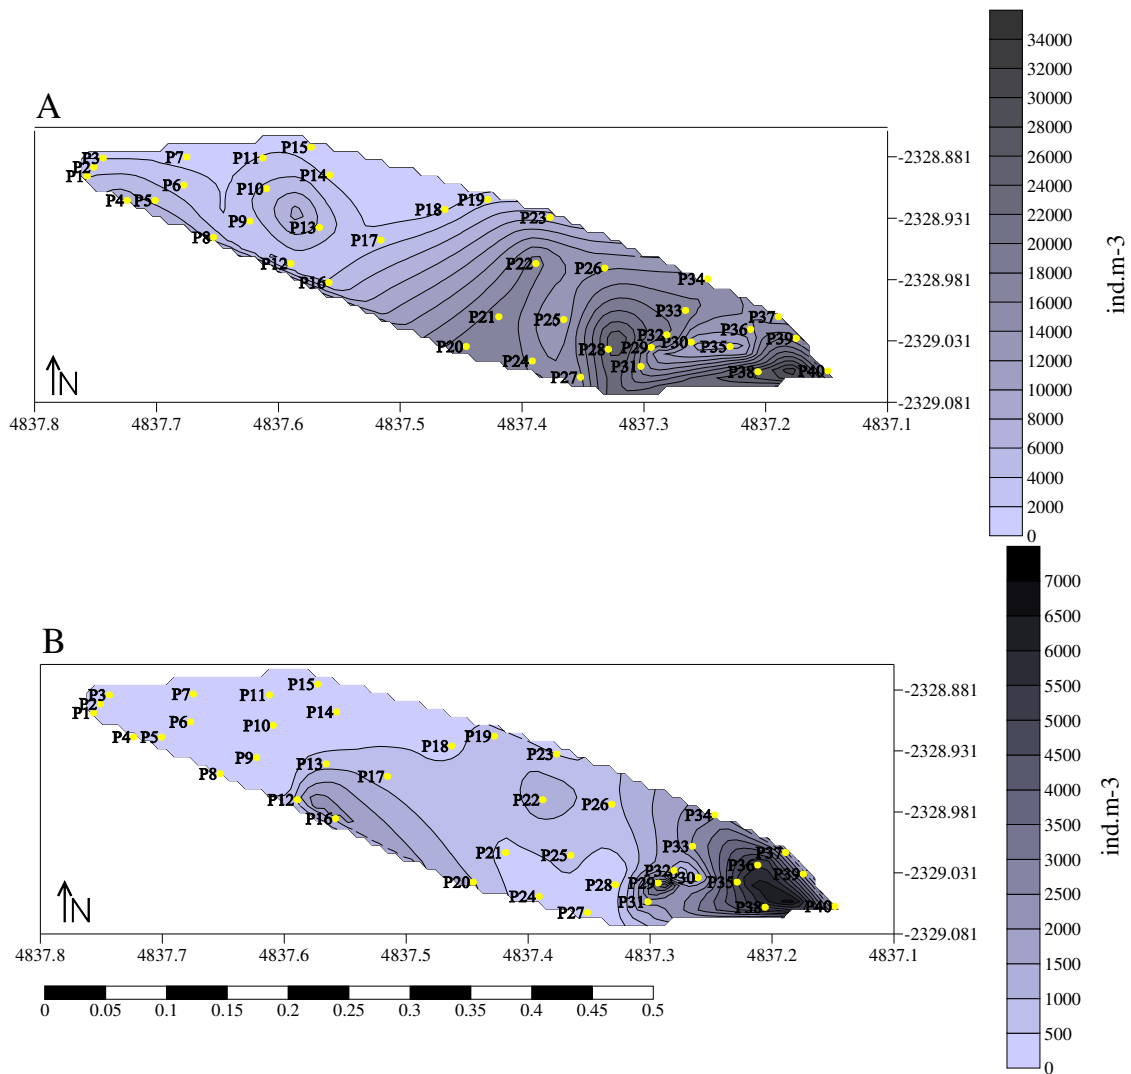 A
P15
P3 P7 P11
P2
P1 P6 P14
P10
P4 P5 P19
P18
P9 P13 P23
P8 P17
P12 P22 P26
P16 P34
P33
P21 P25 P37
P36
P32
P30 P39
P20 P28 P29 P35
P24 P31
P27 P38 P40
N
-2328.881
-2328.931
-2328.981
-2329.031
-2329.081
4837.8 4837.7 4837.6 4837.5 4837.4 4837.3 4837.2 4837.1
34000
32000
30000
28000
26000
24000
22000
20000
18000
16000
14000
12000
10000
8000
6000
4000
2000
0
ind.m-3
B
P15
P3 P7 P11
P2
P1 P6 P14
P10
P4 P5 P19
P18
P9 P13 P23
P8 P17
P12 P22 P26
P16 P34
P33
P21 P25 P37
P36
P32
P30 P39
P20 P28 P29 P35
P24 P31
P27 P38 P40
N
-2328.881
-2328.931
-2328.981
-2329.031
-2329.081
4837.8 4837.7 4837.6 4837.5 4837.4 4837.3 4837.2 4837.1
7000
6500
6000
5500
5000
4500
4000
3500
3000
2500
2000
1500
1000
500
0
ind.m-3
0 0.05 0.1 0.15 0.2 0.25 0.3 0.35 0.4 0.45 0.5